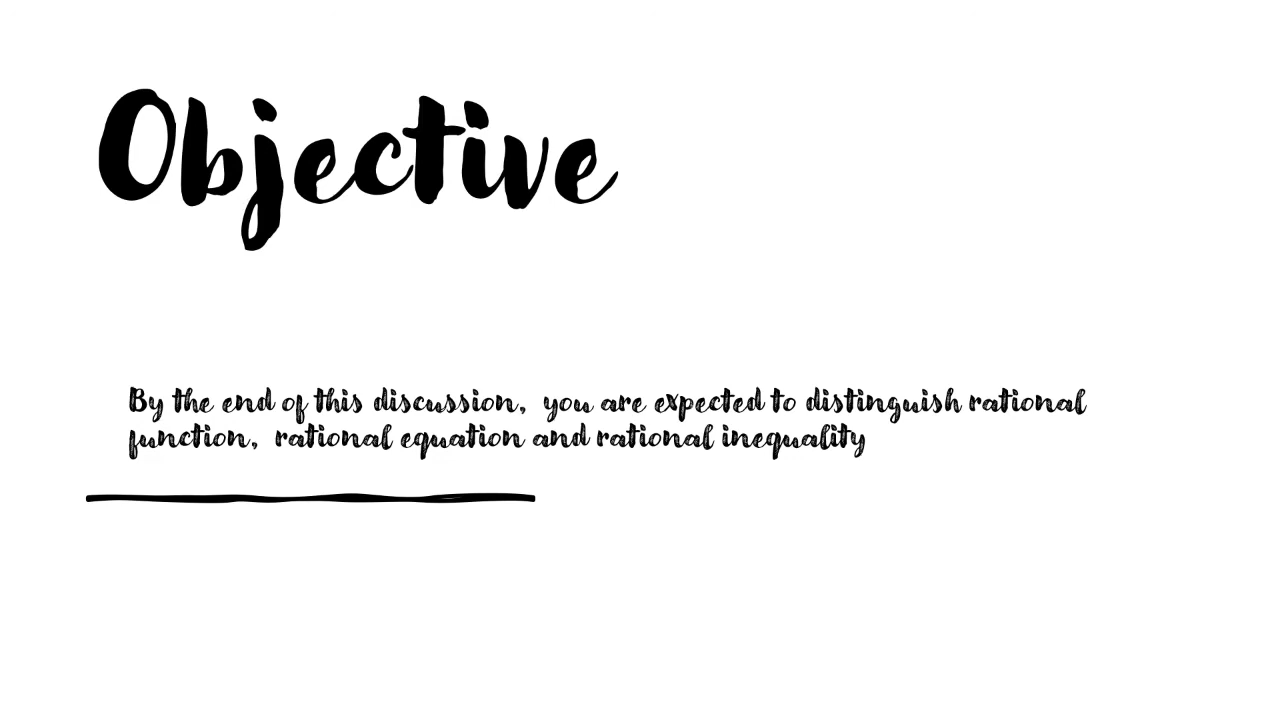 Objective
By the end of this discussion, you are expected to distinguish rational
function, rational equation and rational inequality